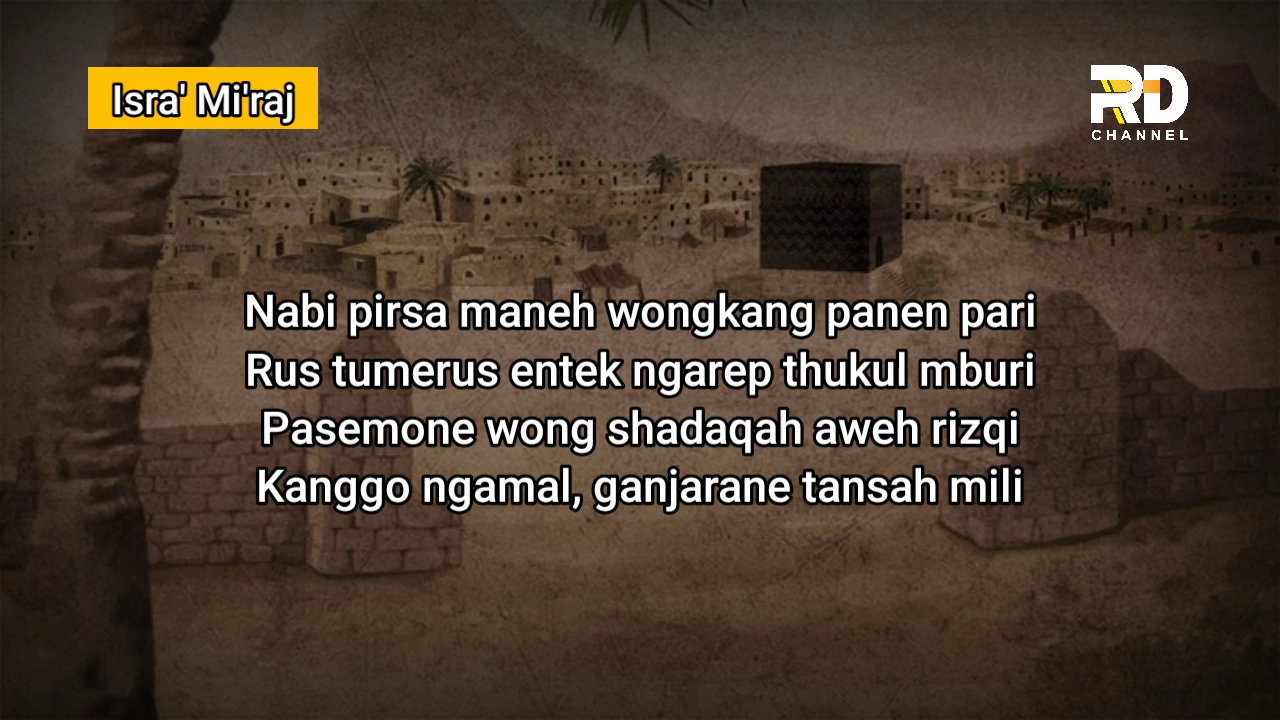 Isra' Mi'raj
RD
CHANNEL
Nabi pirsa maneh wongkang panen pari
Rus tumerus entek ngarep thukul mburi
Pasemone wong shadaqah aweh rizqi
Kanggo ngamal, ganjarane tansah mili